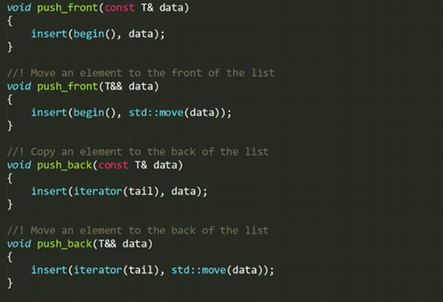 void push_front(const T& data)
{
    insert(begin(), data);
}
//! Move an element to the front of the list
void push_front(T&& data)
{
    insert(begin(), std::move(data));
}
//! Copy an element to the back of the list
void push_back(const T& data)
{
    insert(iterator(tail), data);
}
//! Move an element to the back of the list
void push_back(T&& data)
{
    insert(iterator(tail), std::move(data));
}